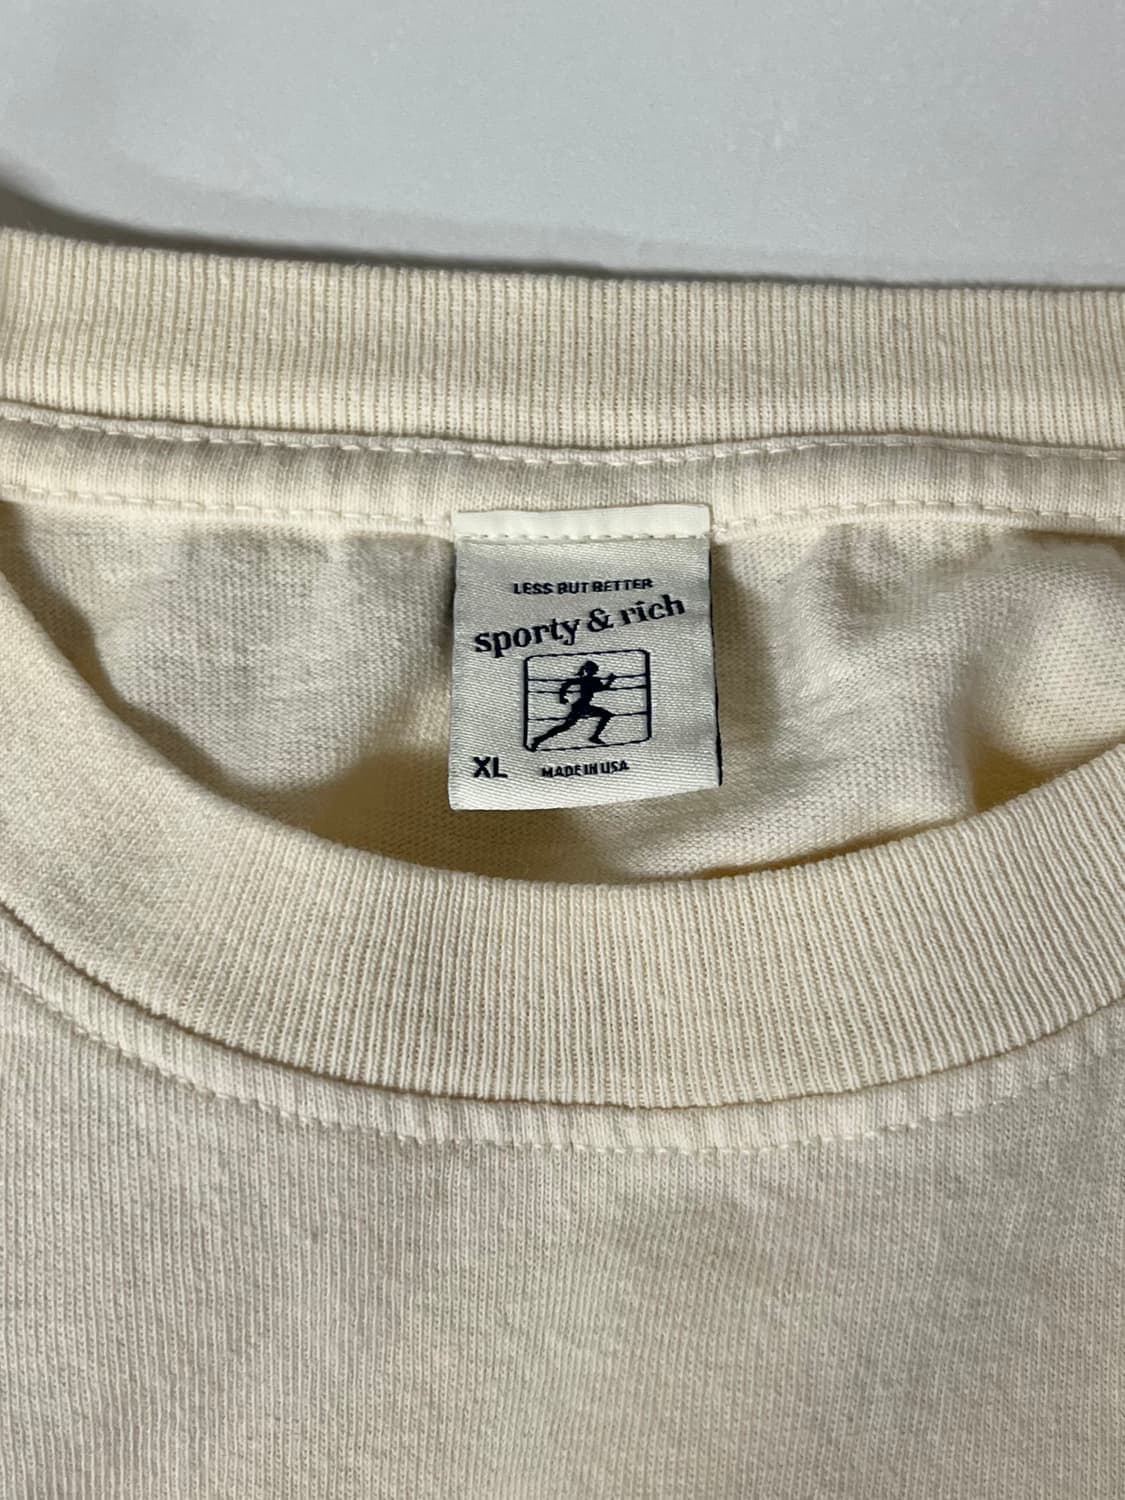 LESS BUT BETTER
sporty & rich
XL MADE IN USA